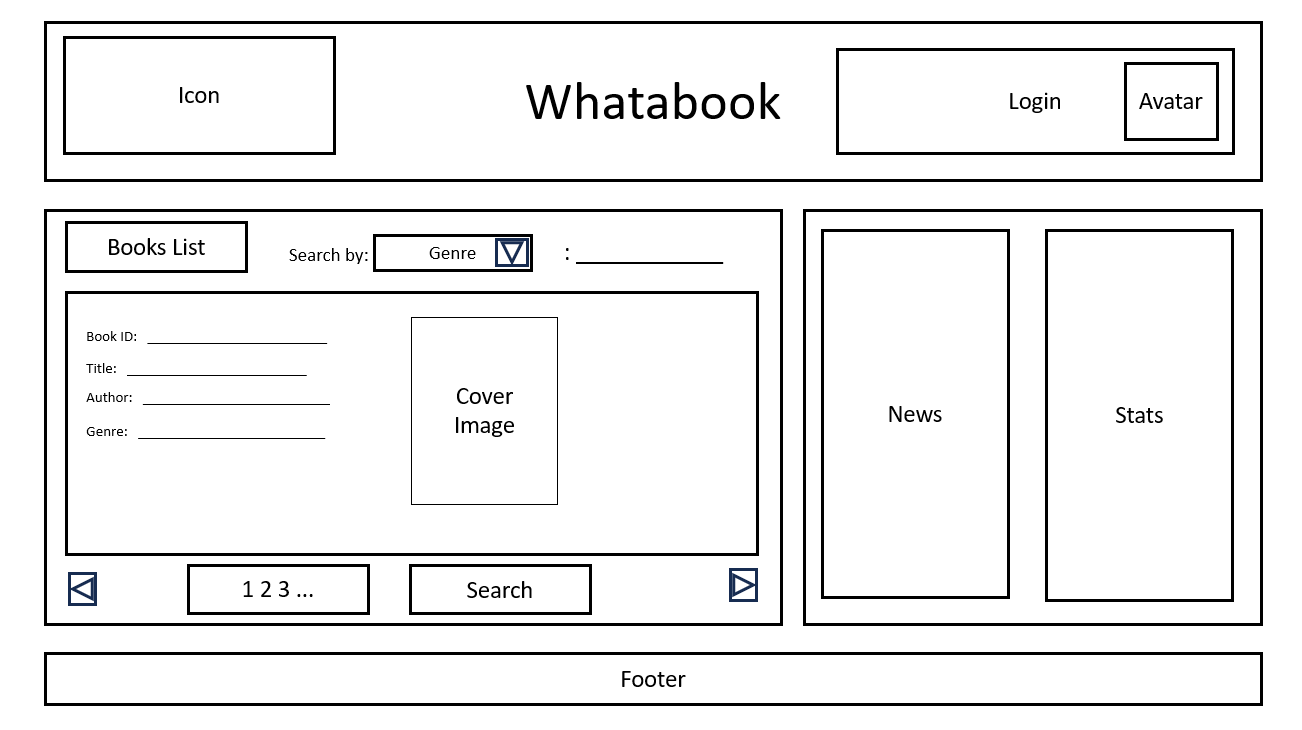 Icon
Whatabook
Login
Avatar
Books List
Search by:
Genre
: 
Book ID:
Title:
Author:
Genre:
Cover
Image
1 2 3 ...
Search
News
Stats
Footer